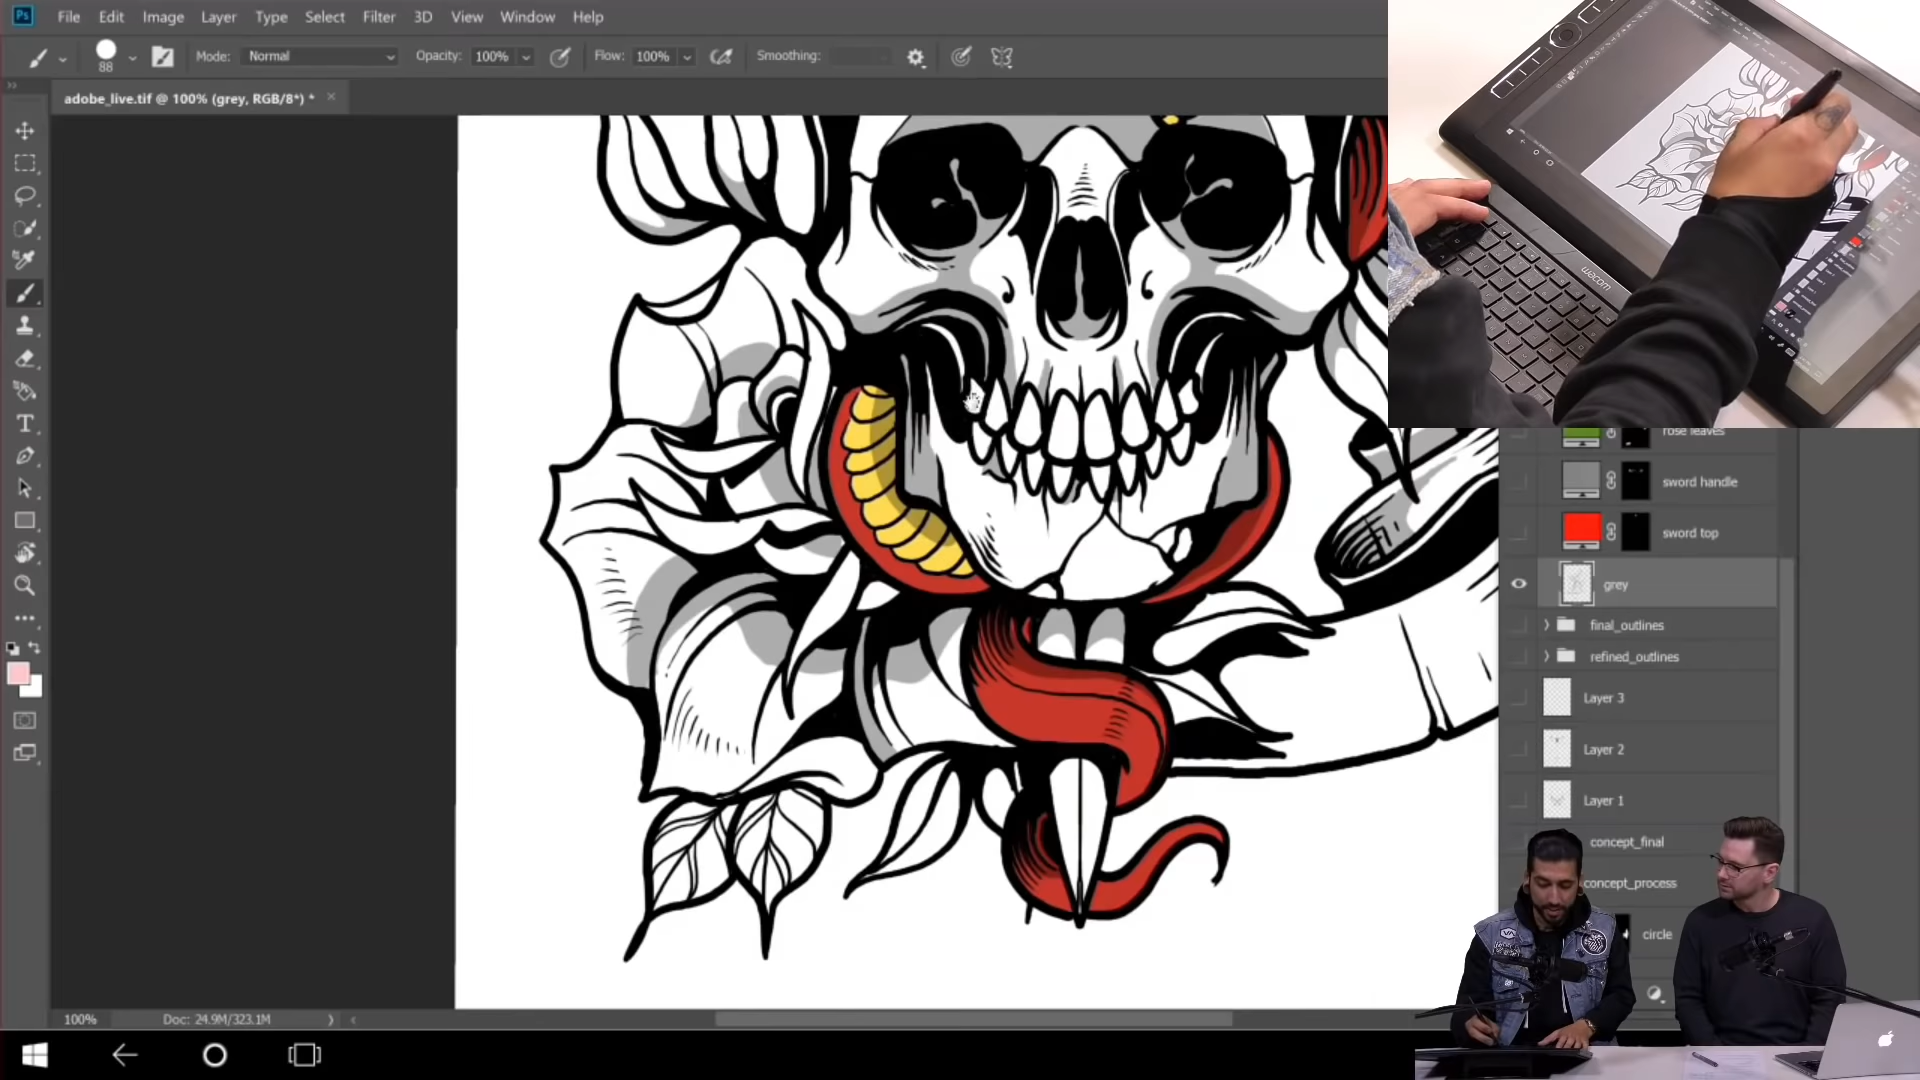 Ps File Edit Image Layer Type Select Filter 3D View Window Help
88 Mode: Normal Opacity: 100% Flow: 100% Smoothing:
adobe_live.tif @ 100% (grey, RGB/8*) * ×
wacom
rose leaves
sword handle
sword top
grey
final_outlines
refined_outlines
Layer 3
Layer 2
Layer 1
concept_final
concept_process
circle
100% Doc: 24.9M/323.1M